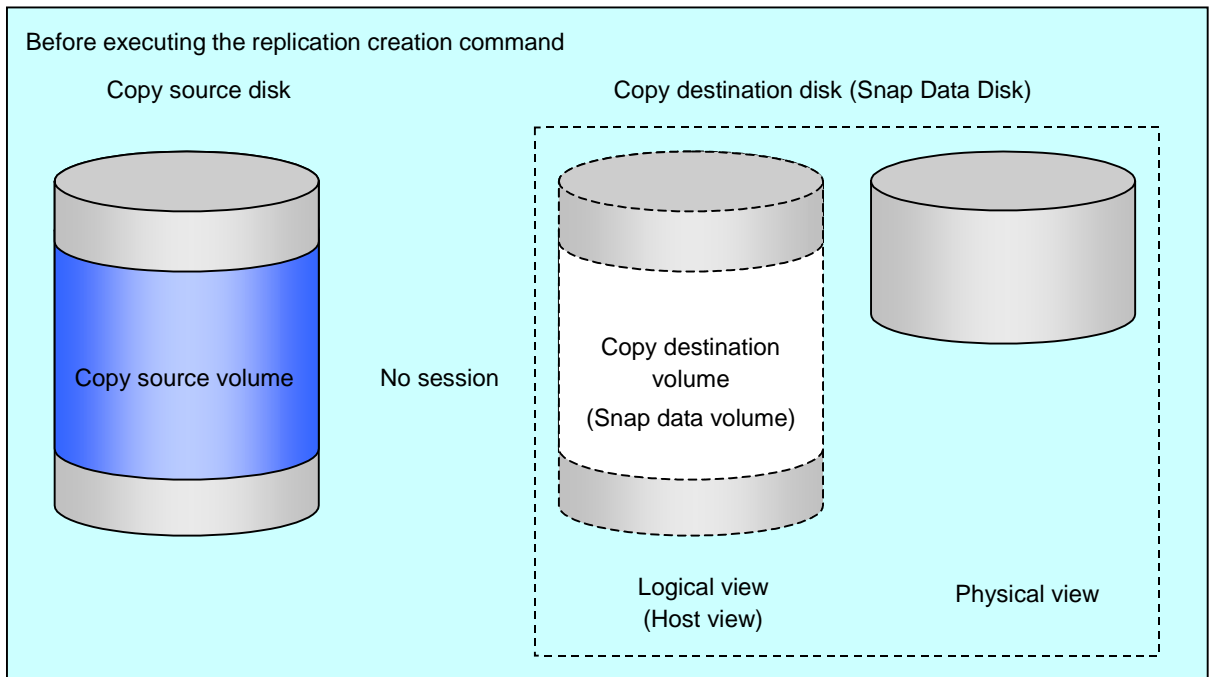 Before executing the replication creation command
Copy source disk
Copy destination disk (Snap Data Disk)
Copy source volume
No session
Copy destination
volume
(Snap data volume)
Logical view
(Host view)
Physical view